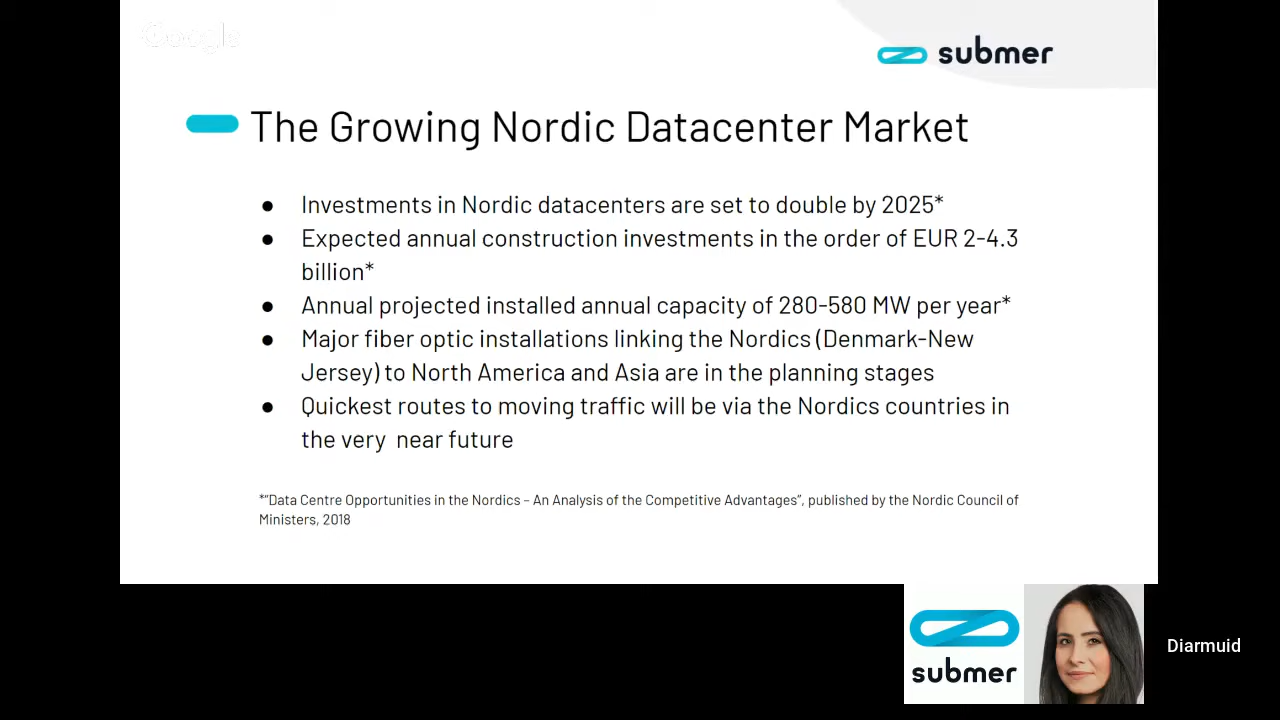 Google
submer
The Growing Nordic Datacenter Market
● Investments in Nordic datacenters are set to double by 2025*
● Expected annual construction investments in the order of EUR 2-4.3
billion*
● Annual projected installed annual capacity of 280-580 MW per year*
● Major fiber optic installations linking the Nordics (Denmark-New
Jersey) to North America and Asia are in the planning stages
● Quickest routes to moving traffic will be via the Nordics countries in
the very  near future
*“Data Centre Opportunities in the Nordics – An Analysis of the Competitive Advantages”, published by the Nordic Council of
Ministers, 2018
submer
Diarmuid